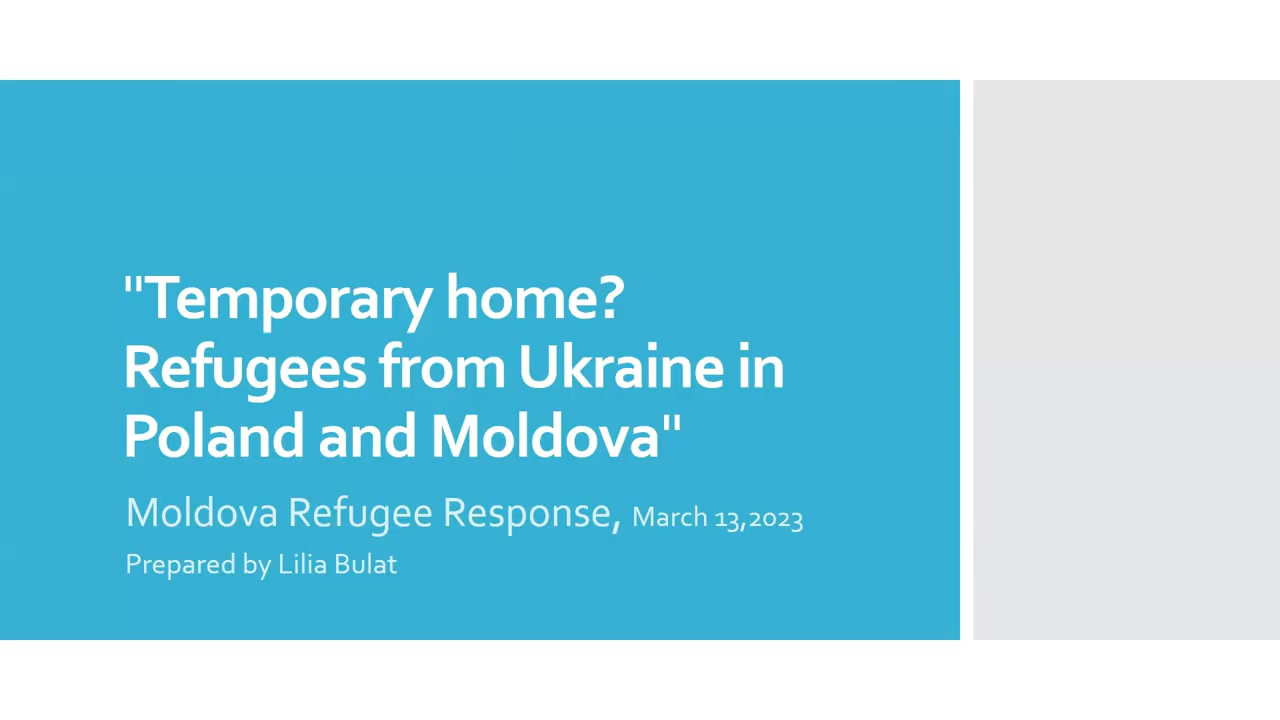 "Temporary home?
Refugees from Ukraine in
Poland and Moldova"
Moldova Refugee Response, March 13,2023
Prepared by Lilia Bulat